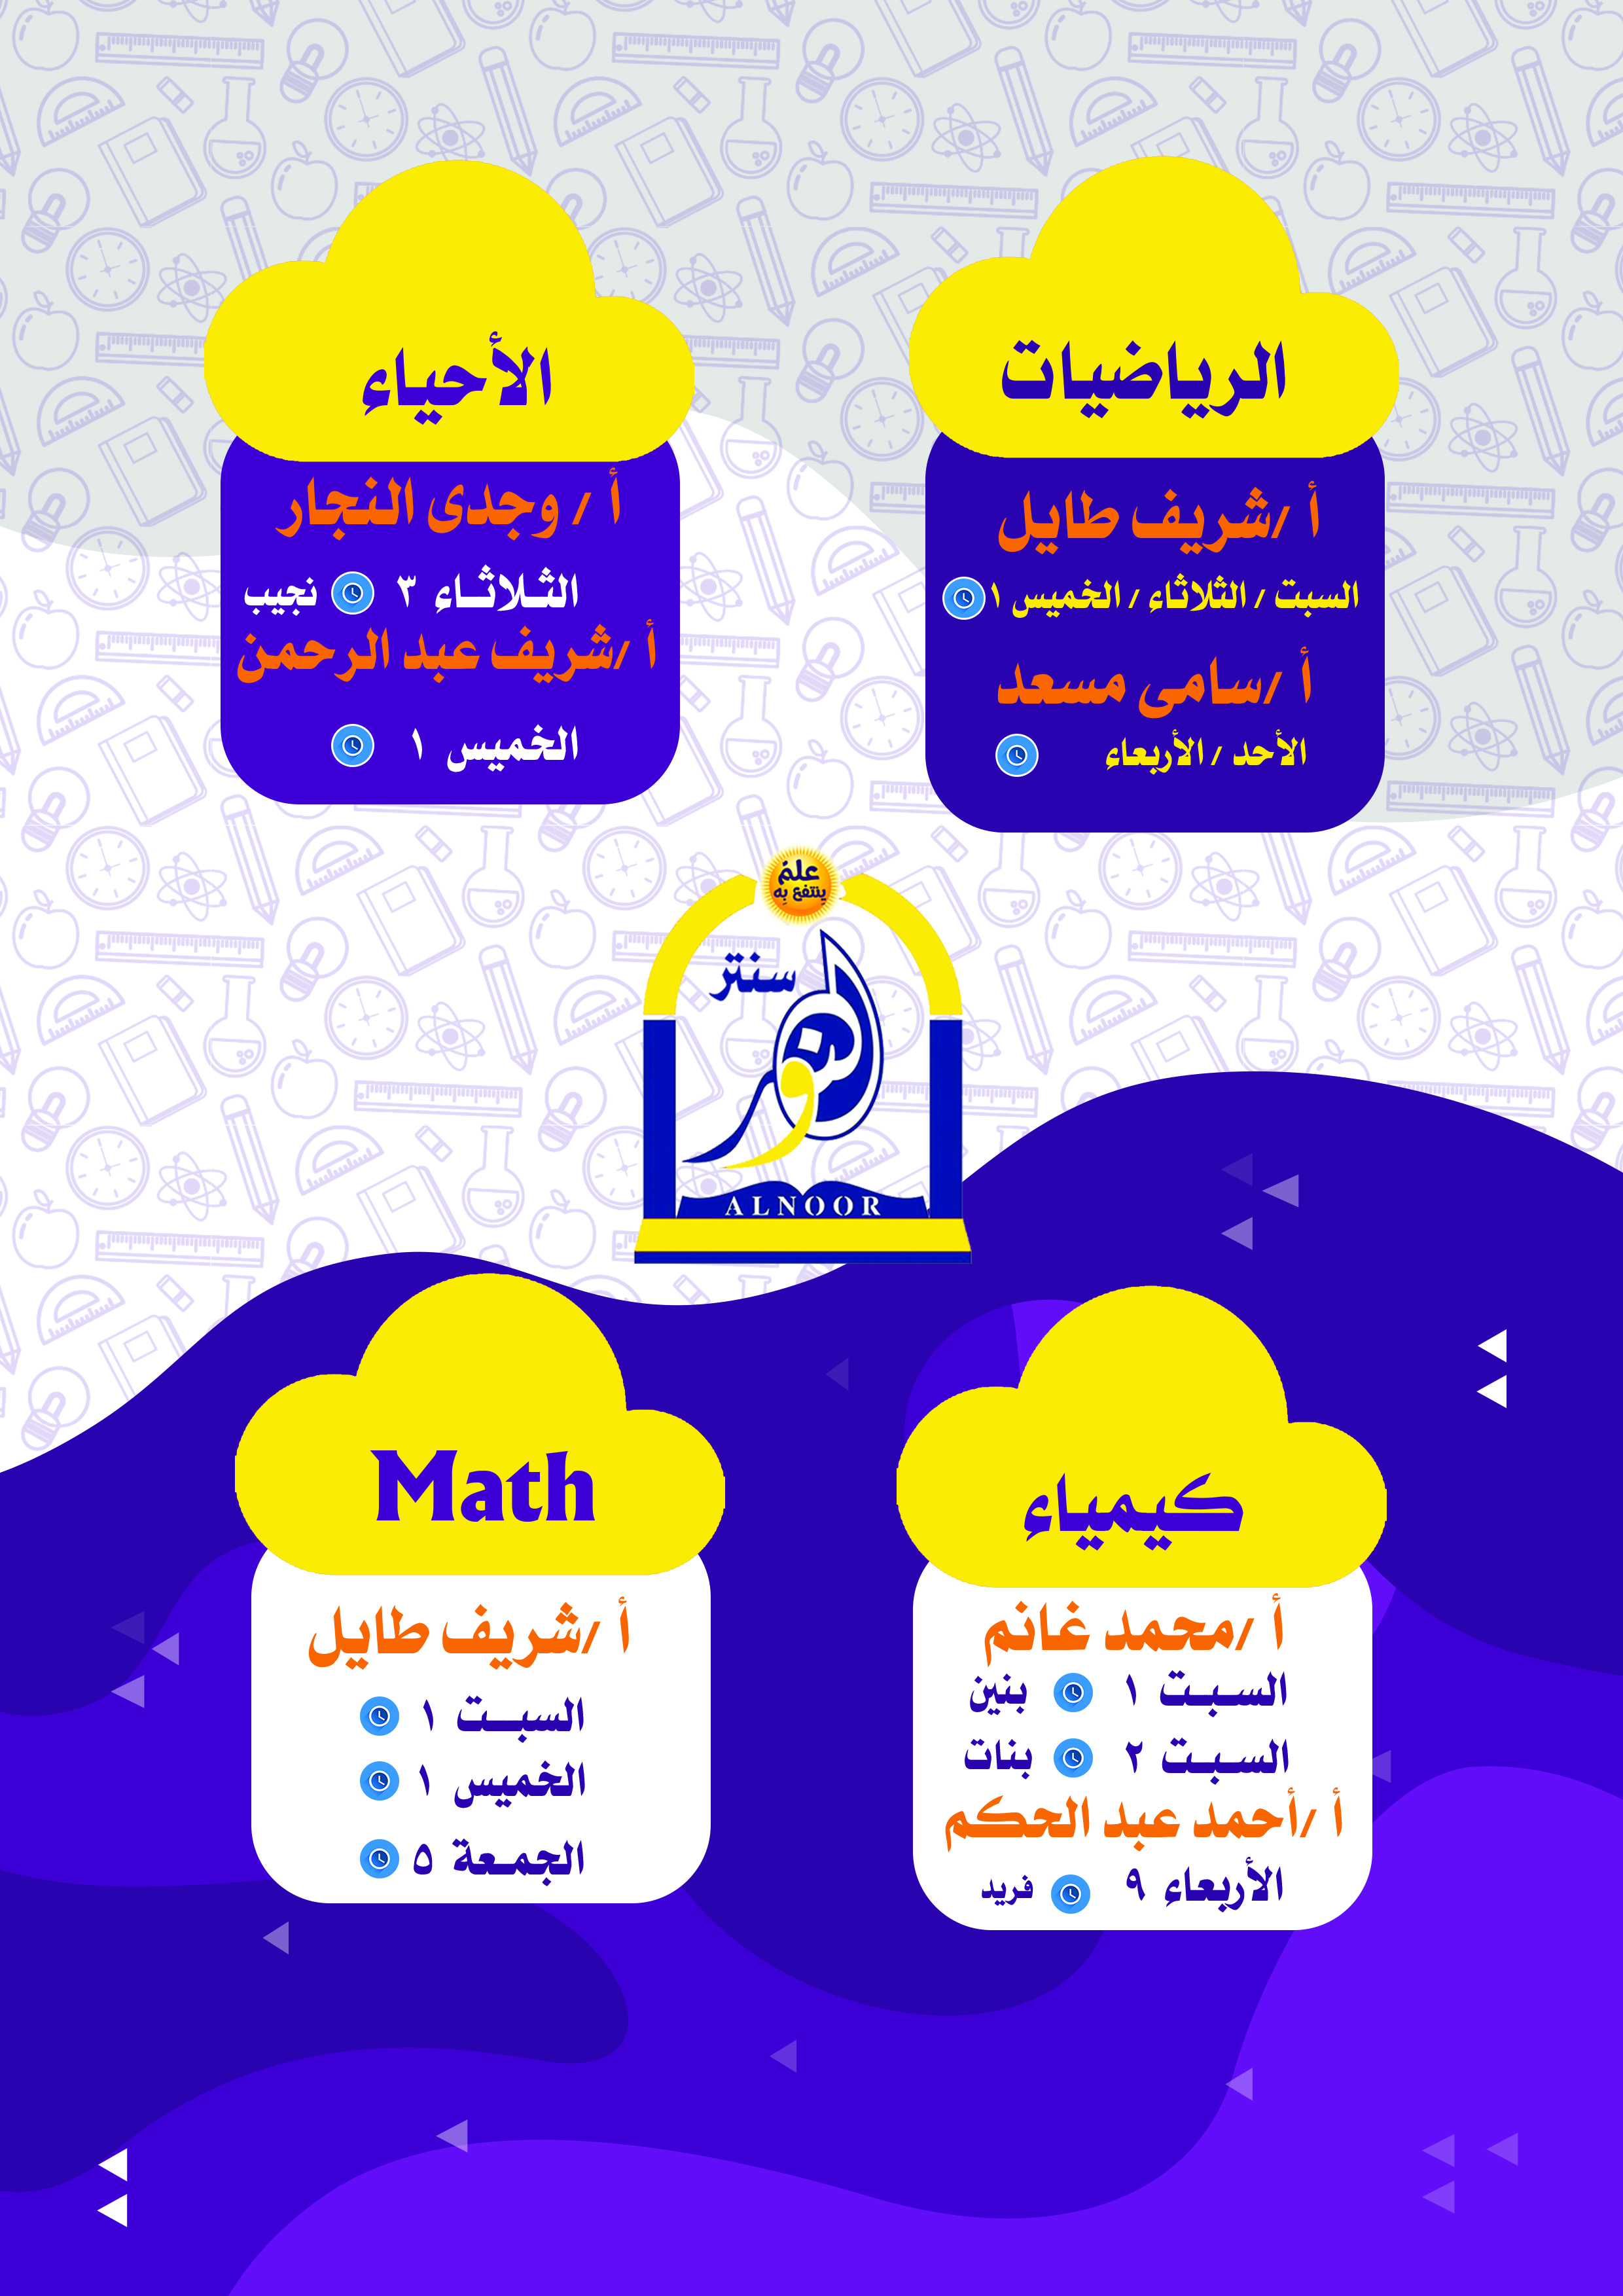 الرياضيات
أ /شريف طايل
السبت / الثلاثاء / الخميس ١
أ /سامى مسعد
الأحد / الأربعاء
الأحياء
أ / وجدى النجار
الثلاثاء ٣ نجيب
أ /شريف عبد الرحمن
الخميس ١
علم
ينتفع به
سنتر
النور
ALNOOR
كيمياء
أ /محمد غانم
السبت ١ بنين
السبت ٢ بنات
أ /أحمد عبد الحكم
الأربعاء ٩ فريد
Math
أ /شريف طايل
السبت ١
الخميس ١
الجمعة ٥